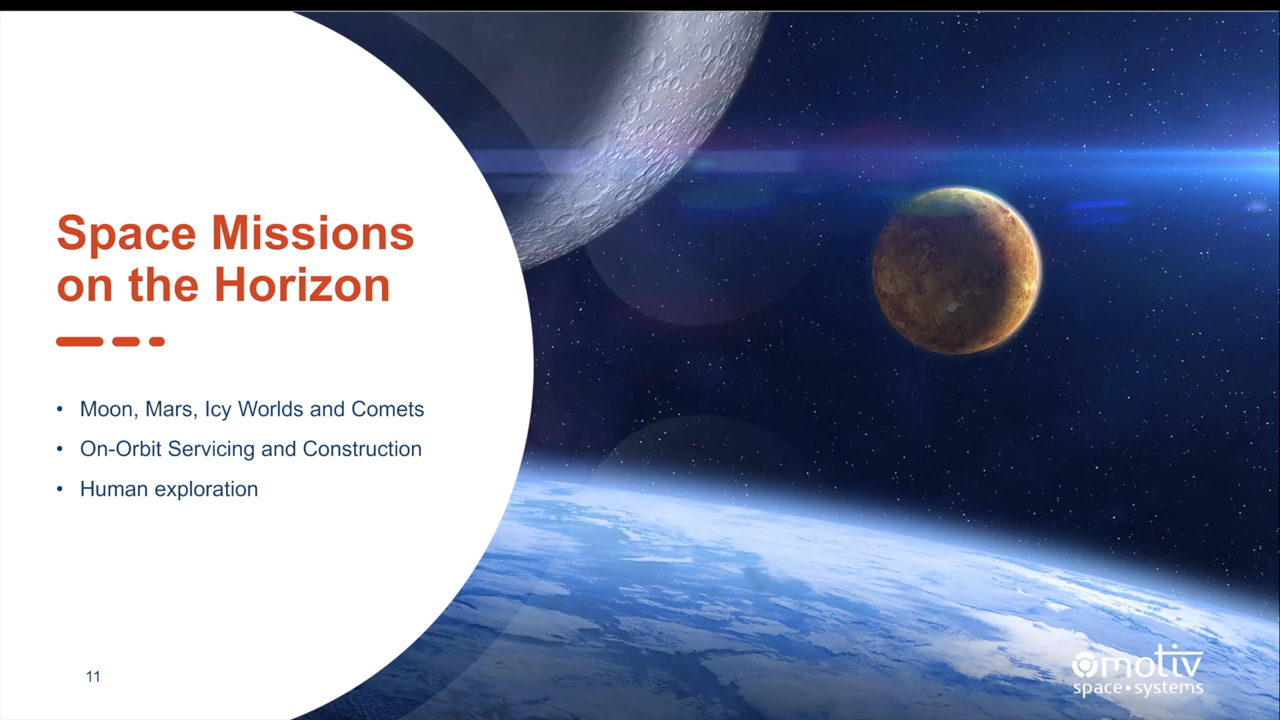 Space Missions
on the Horizon
• Moon, Mars, Icy Worlds and Comets
• On-Orbit Servicing and Construction
• Human exploration
11
motiv
space•systems